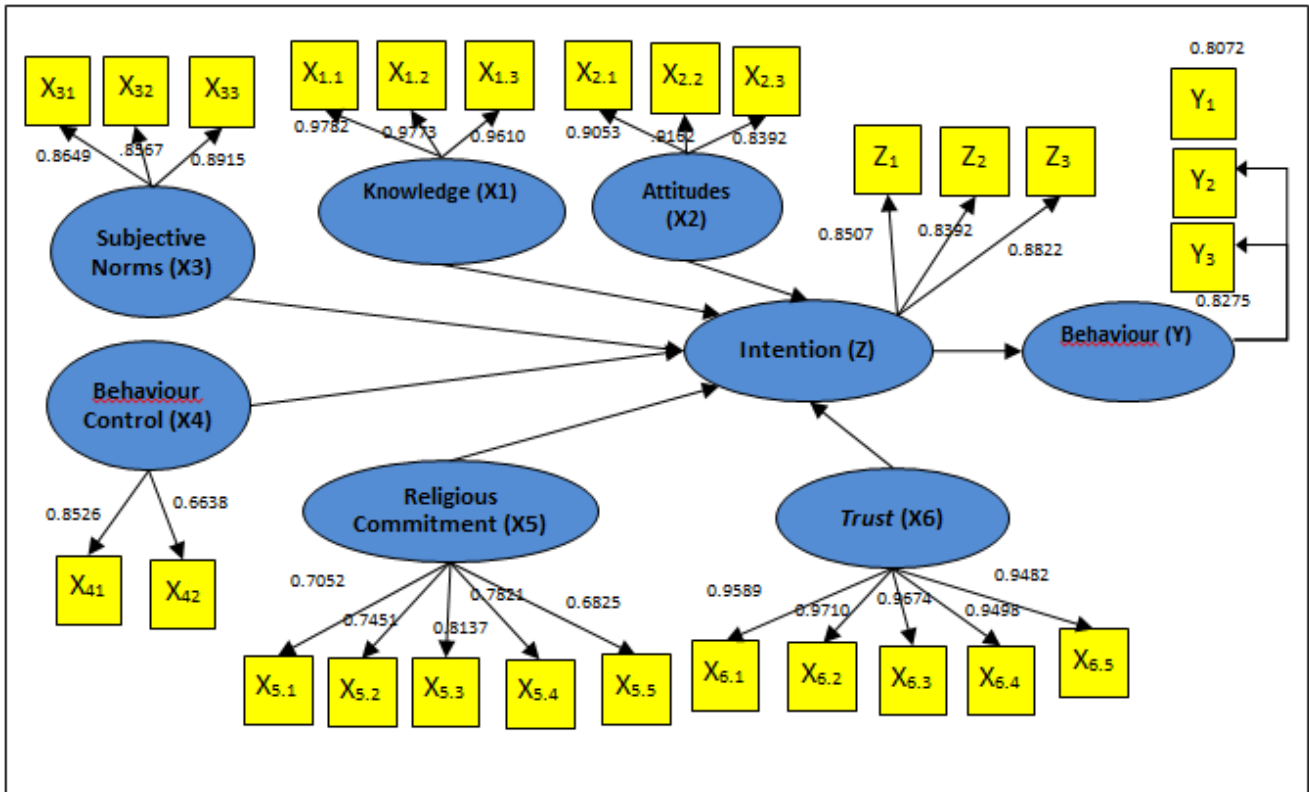 X31
X32
X33
0.8649
.8567
0.8915
Subjective
Norms (X3)
X1.1
X1.2
X1.3
0.9782
0.9773
0.9610
Knowledge (X1)
X2.1
X2.2
X2.3
0.9053
.9162
0.8392
Attitudes
(X2)
Z1
Z2
Z3
0.8507
0.8392
0.8822
Intention (Z)
0.8072
Y1
Y2
Y3
0.8275
Behaviour (Y)
Behaviour
Control (X4)
0.8526
0.6638
X41
X42
Religious
Commitment (X5)
0.7052
0.7451
0.8137
0.7821
0.6825
X5.1
X5.2
X5.3
X5.4
X5.5
Trust (X6)
0.9589
0.9710
0.9674
0.9498
0.9482
X6.1
X6.2
X6.3
X6.4
X6.5